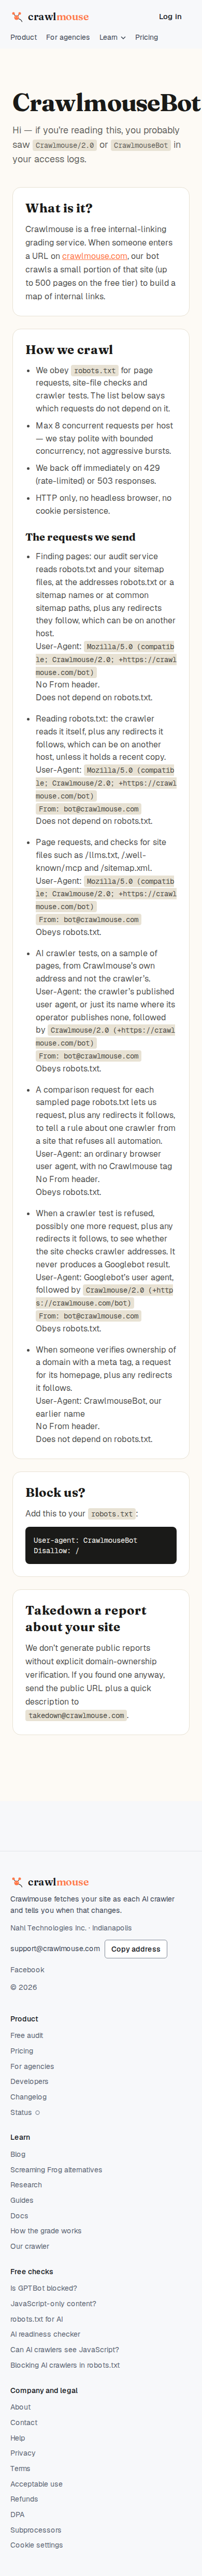 crawlmouse
Log in
Product For agencies Learn Pricing
CrawlmouseBot
Hi — if you're reading this, you probably
saw Crawlmouse/2.0 or CrawlmouseBot in
your access logs.
What is it?
Crawlmouse is a free internal-linking
grading service. When someone enters
a URL on crawlmouse.com, our bot
crawls a small portion of that site (up
to 500 pages on the free tier) to build a
map of internal links.
How we crawl
• We obey robots.txt for page
requests, site-file checks and
crawler tests. The list below says
which requests do not depend on it.
• Max 8 concurrent requests per host
— we stay polite with bounded
concurrency, not aggressive bursts.
• We back off immediately on 429
(rate-limited) or 503 responses.
• HTTP only, no headless browser, no
cookie persistence.
The requests we send
• Finding pages: our audit service
reads robots.txt and your sitemap
files, at the addresses robots.txt or a
sitemap names or at common
sitemap paths, plus any redirects
they follow, which can be on another
host.
User-Agent: Mozilla/5.0 (compatib
le; Crawlmouse/2.0; +https://crawl
mouse.com/bot)
No From header.
Does not depend on robots.txt.
• Reading robots.txt: the crawler
reads it itself, plus any redirects it
follows, which can be on another
host, unless it holds a recent copy.
User-Agent: Mozilla/5.0 (compatib
le; Crawlmouse/2.0; +https://crawl
mouse.com/bot)
From: bot@crawlmouse.com
Does not depend on robots.txt.
• Page requests, and checks for site
files such as /llms.txt, /.well-
known/mcp and /sitemap.xml.
User-Agent: Mozilla/5.0 (compatib
le; Crawlmouse/2.0; +https://crawl
mouse.com/bot)
From: bot@crawlmouse.com
Obeys robots.txt.
• AI crawler tests, on a sample of
pages, from Crawlmouse's own
address and not the crawler's.
User-Agent: the crawler's published
user agent, or just its name where its
operator publishes none, followed
by Crawlmouse/2.0 (+https://crawl
mouse.com/bot)
From: bot@crawlmouse.com
Obeys robots.txt.
• A comparison request for each
sampled page robots.txt lets us
request, plus any redirects it follows,
to tell a rule about one crawler from
a site that refuses all automation.
User-Agent: an ordinary browser
user agent, with no Crawlmouse tag
No From header.
Obeys robots.txt.
• When a crawler test is refused,
possibly one more request, plus any
redirects it follows, to see whether
the site checks crawler addresses. It
never produces a Googlebot result.
User-Agent: Googlebot's user agent,
followed by Crawlmouse/2.0 (+http
s://crawlmouse.com/bot)
From: bot@crawlmouse.com
Obeys robots.txt.
• When someone verifies ownership of
a domain with a meta tag, a request
for its homepage, plus any redirects
it follows.
User-Agent: CrawlmouseBot, our
earlier name
No From header.
Does not depend on robots.txt.
Block us?
Add this to your robots.txt:
User-agent: CrawlmouseBot
Disallow: /
Takedown a report
about your site
We don't generate public reports
without explicit domain-ownership
verification. If you found one anyway,
send the public URL plus a quick
description to
takedown@crawlmouse.com.
crawlmouse
Crawlmouse fetches your site as each AI crawler
and tells you when that changes.
Nahl Technologies Inc. · Indianapolis
support@crawlmouse.com Copy address
Facebook
© 2026
Product
Free audit
Pricing
For agencies
Developers
Changelog
Status
Learn
Blog
Screaming Frog alternatives
Research
Guides
Docs
How the grade works
Our crawler
Free checks
Is GPTBot blocked?
JavaScript-only content?
robots.txt for AI
AI readiness checker
Can AI crawlers see JavaScript?
Blocking AI crawlers in robots.txt
Company and legal
About
Contact
Help
Privacy
Terms
Acceptable use
Refunds
DPA
Subprocessors
Cookie settings